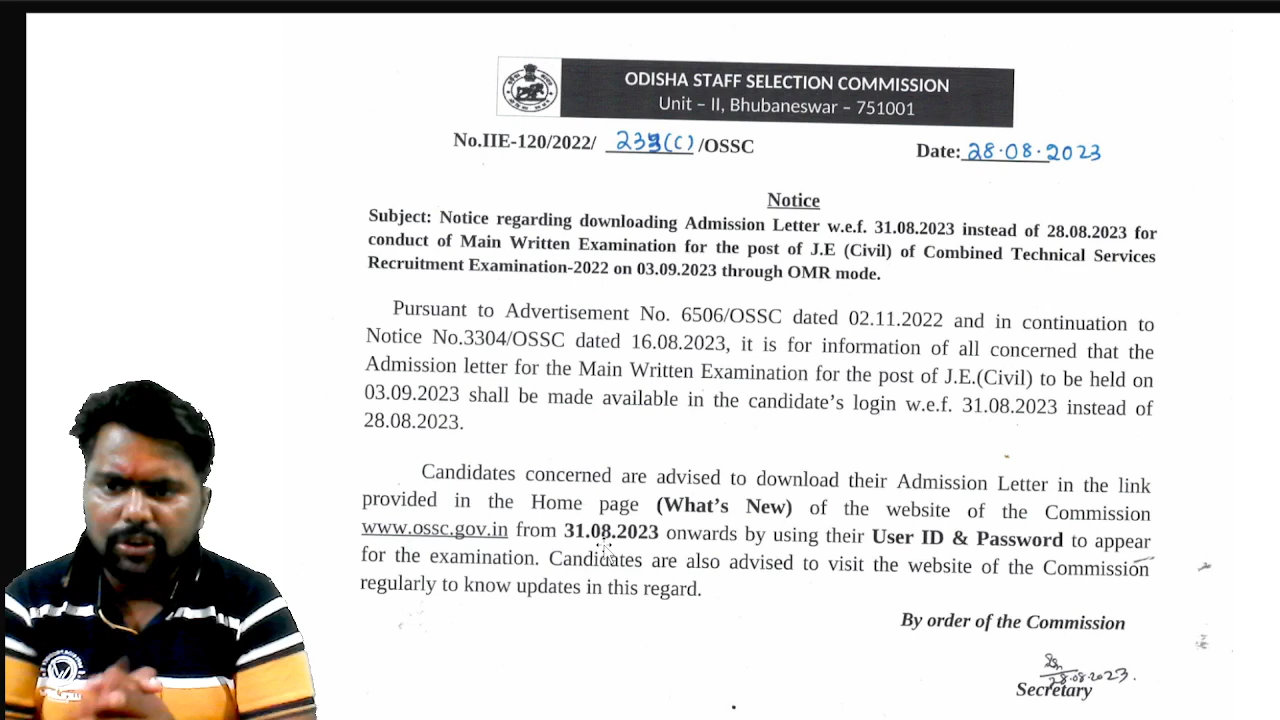 ODISHA STAFF SELECTION COMMISSION
Unit – II, Bhubaneswar – 751001
No.IIE-120/2022/ (C) /OSSC Date: 28.08.2023
Notice
Subject: Notice regarding downloading Admission Letter w.e.f. 31.08.2023 instead of 28.08.2023 for
conduct of Main Written Examination for the post of J.E (Civil) of Combined Technical Services
Recruitment Examination-2022 on 03.09.2023 through OMR mode.
Pursuant to Advertisement No. 6506/OSSC dated 02.11.2022 and in continuation to
Notice No.3304/OSSC dated 16.08.2023, it is for information of all concerned that the
Admission letter for the Main Written Examination for the post of J.E.(Civil) to be held on
03.09.2023 shall be made available in the candidate's login w.e.f. 31.08.2023 instead of
28.08.2023.
Candidates concerned are advised to download their Admission Letter in the link
provided in the Home page (What's New) of the website of the Commission
www.ossc.gov.in from 31.08.2023 onwards by using their User ID & Password to appear
for the examination. Candidates are also advised to visit the website of the Commission
regularly to know updates in this regard.
By order of the Commission
28.08.2023.
Secretary